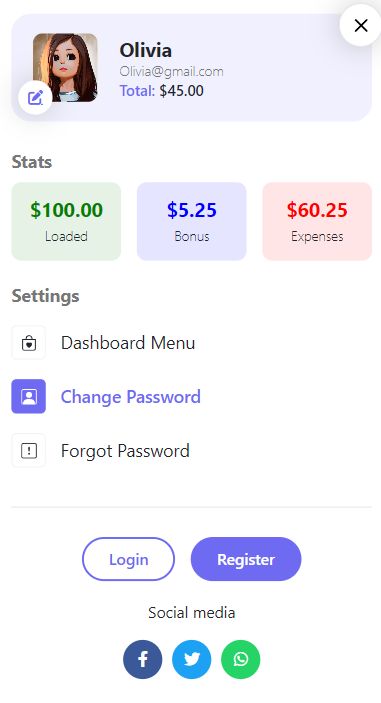 Olivia
Olivia@gmail.com
Total: $45.00
Stats
$100.00 $5.25 $60.25
Loaded Bonus Expenses
Settings
Dashboard Menu
Change Password
Forgot Password
Login Register
Social media